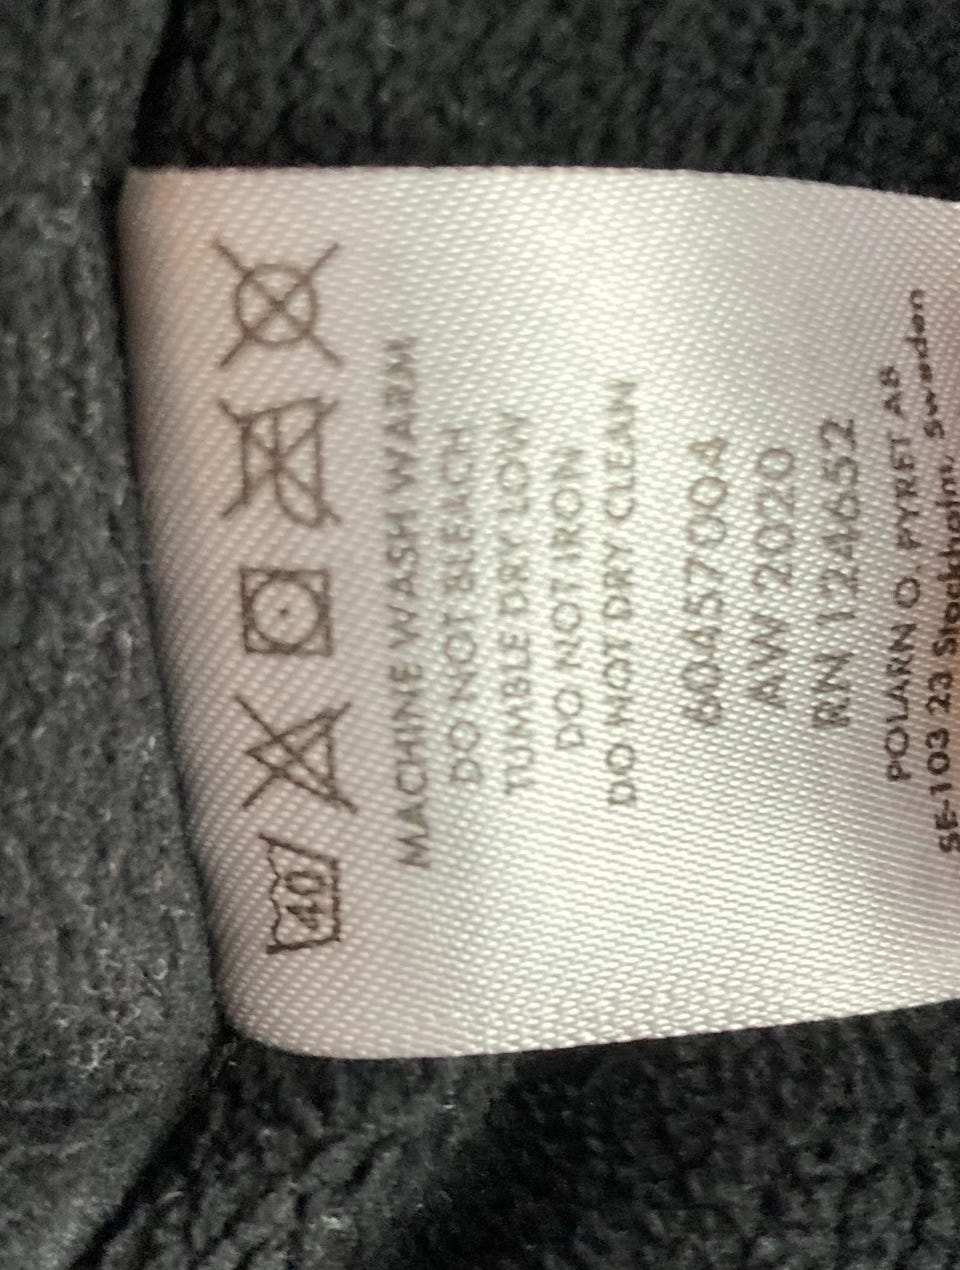 40
MACHINE WASH WARM
DO NOT BLEACH
TUMBLE DRY LOW
DO NOT IRON
DO NOT DRY CLEAN
60457004
AW 2020
RN 124652
POLARN O. PYRET AB
SE-103 23 Stockholm, Sweden